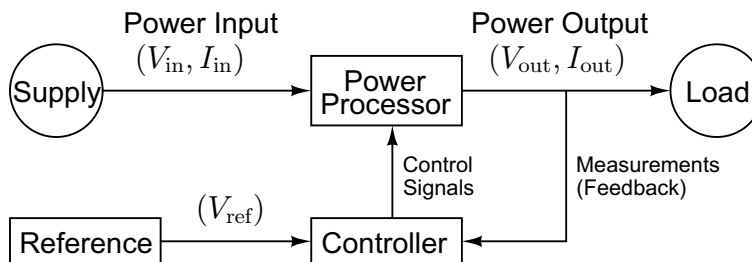 Power Input
(V_in, I_in)
Power Output
(V_out, I_out)
Supply
Power
Processor
Load
Control
Signals
Measurements
(Feedback)
(V_ref)
Reference
Controller